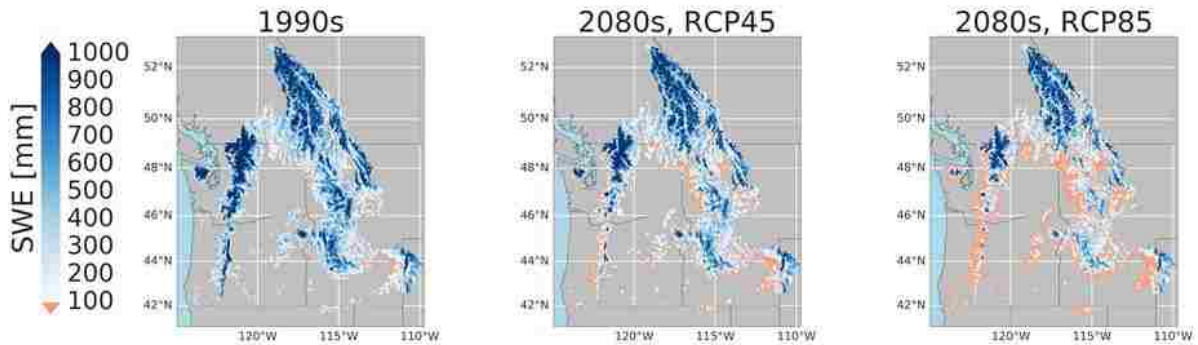 1990s
2080s, RCP45
2080s, RCP85
SWE [mm]
1000
900
800
700
600
500
400
300
200
100
52°N
50°N
48°N
46°N
44°N
42°N
120°W 115°W 110°W
52°N
50°N
48°N
46°N
44°N
42°N
120°W 115°W 110°W
52°N
50°N
48°N
46°N
44°N
42°N
120°W 115°W 110°W